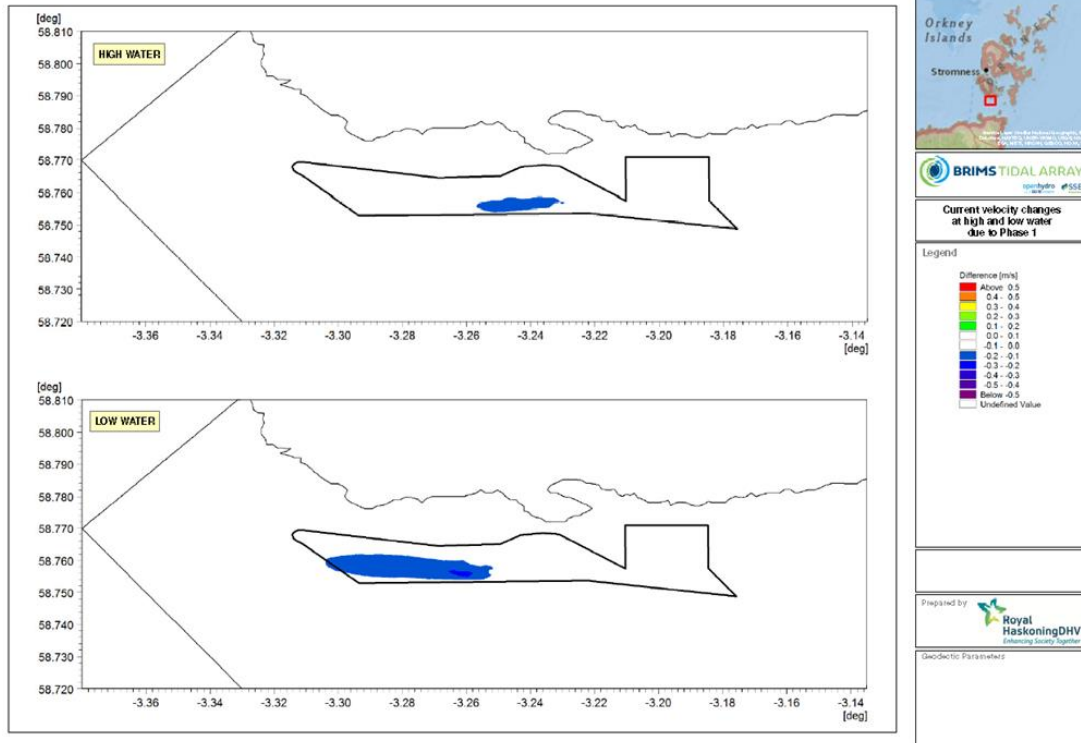 [deg]
58.810
HIGH WATER
58.800
58.790
58.780
58.770
58.760
58.750
58.740
58.730
58.720
-3.36
-3.34
-3.32
-3.30
-3.28
-3.26
-3.24
-3.22
-3.20
-3.18
-3.16
-3.14
[deg]
[deg]
58.810
LOW WATER
58.800
58.790
58.780
58.770
58.760
58.750
58.740
58.730
58.720
-3.36
-3.34
-3.32
-3.30
-3.28
-3.26
-3.24
-3.22
-3.20
-3.18
-3.16
-3.14
[deg]
Orkney
Islands
Stromness
BRIMS TIDAL ARRAY
openhydro
SSE
Current velocity changes
at high and low water
due to Phase 1
Legend
Difference [m/s]
Above 0.5
0.4 - 0.5
0.3 - 0.4
0.2 - 0.3
0.1 - 0.2
0.0 - 0.1
-0.1 - 0.0
-0.2 - -0.1
-0.3 - -0.2
-0.4 - -0.3
-0.5 - -0.4
Below -0.5
Undefined Value
Prepared by
Royal
HaskoningDHV
Enhancing Society Together
Geodectic Parameters